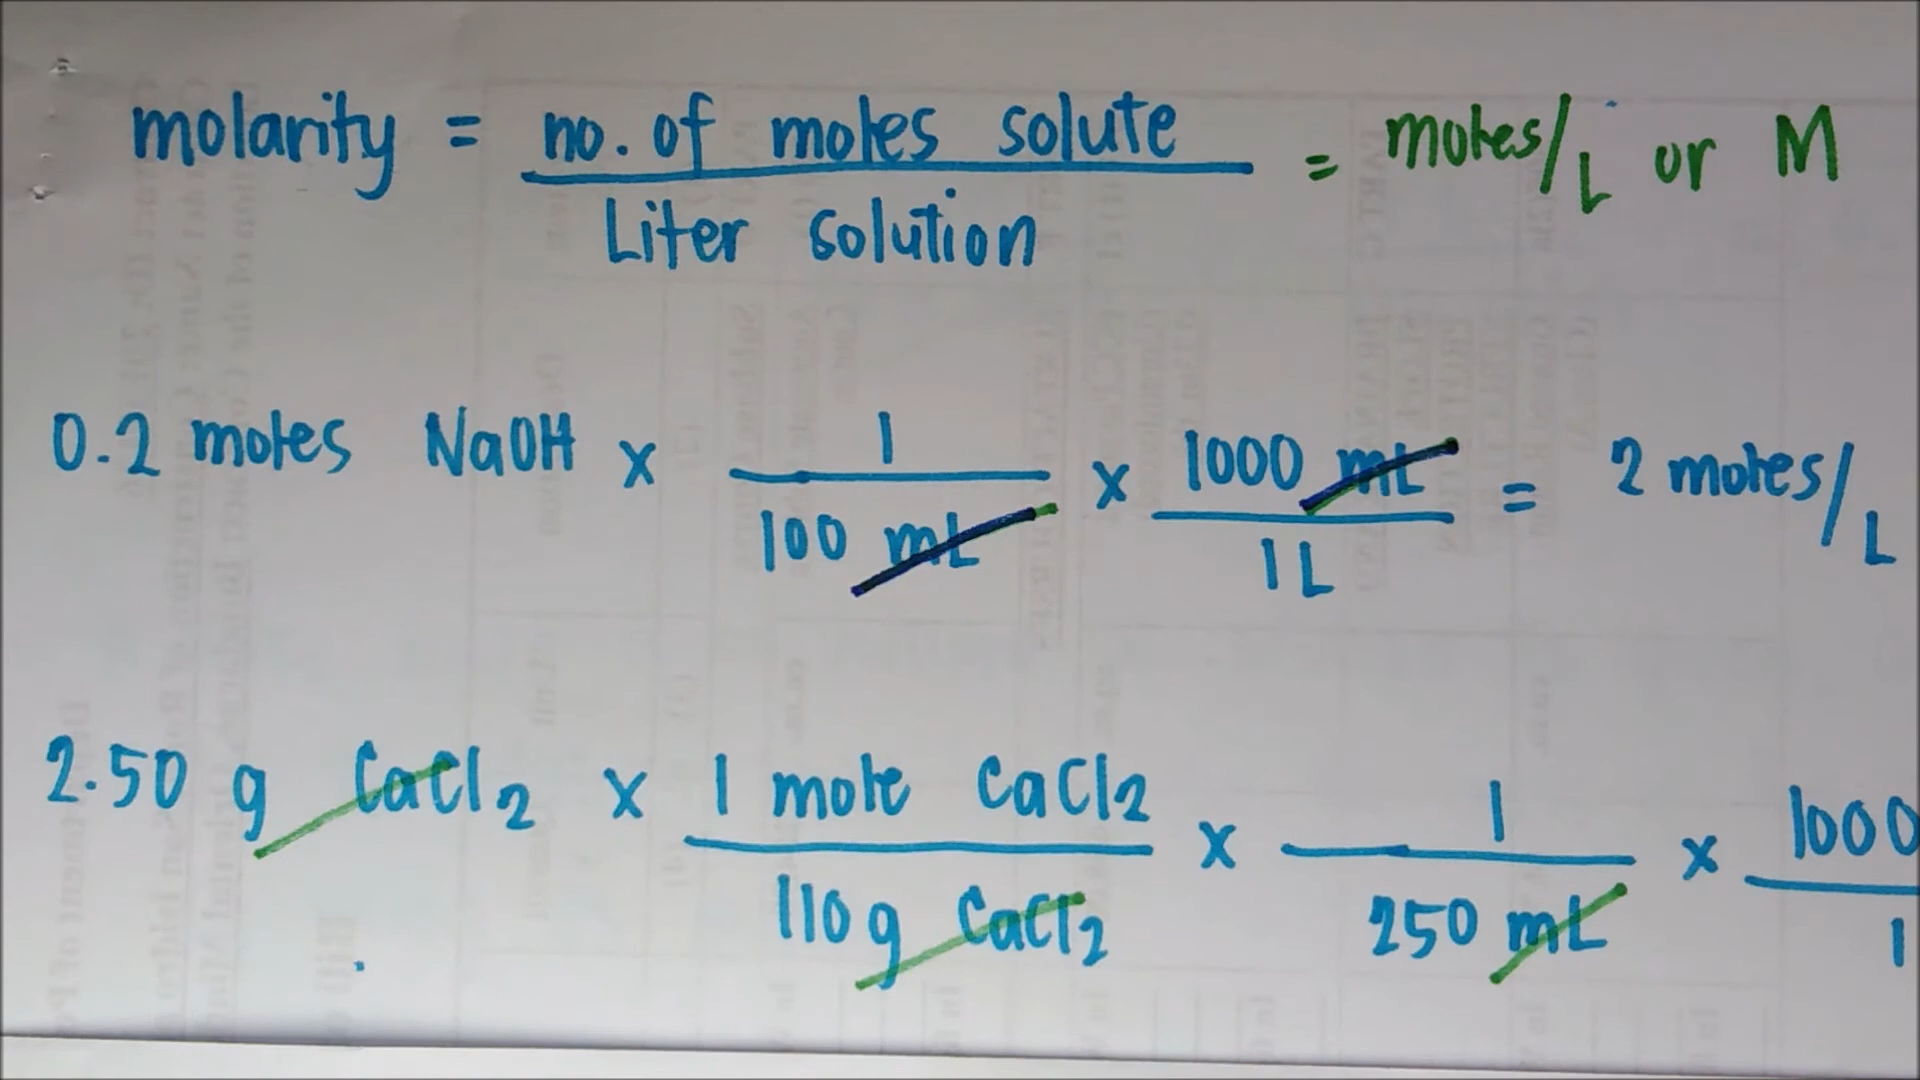 molarity = no. of moles solute = moles/L or M
Liter solution
0.2 moles NaOH x 1 x 1000 mL = 2 moles/L
100 mL 1 L
2.50 g CaCl2 x 1 mole CaCl2 x 1 x 1000
110 g CaCl2 250 mL 1